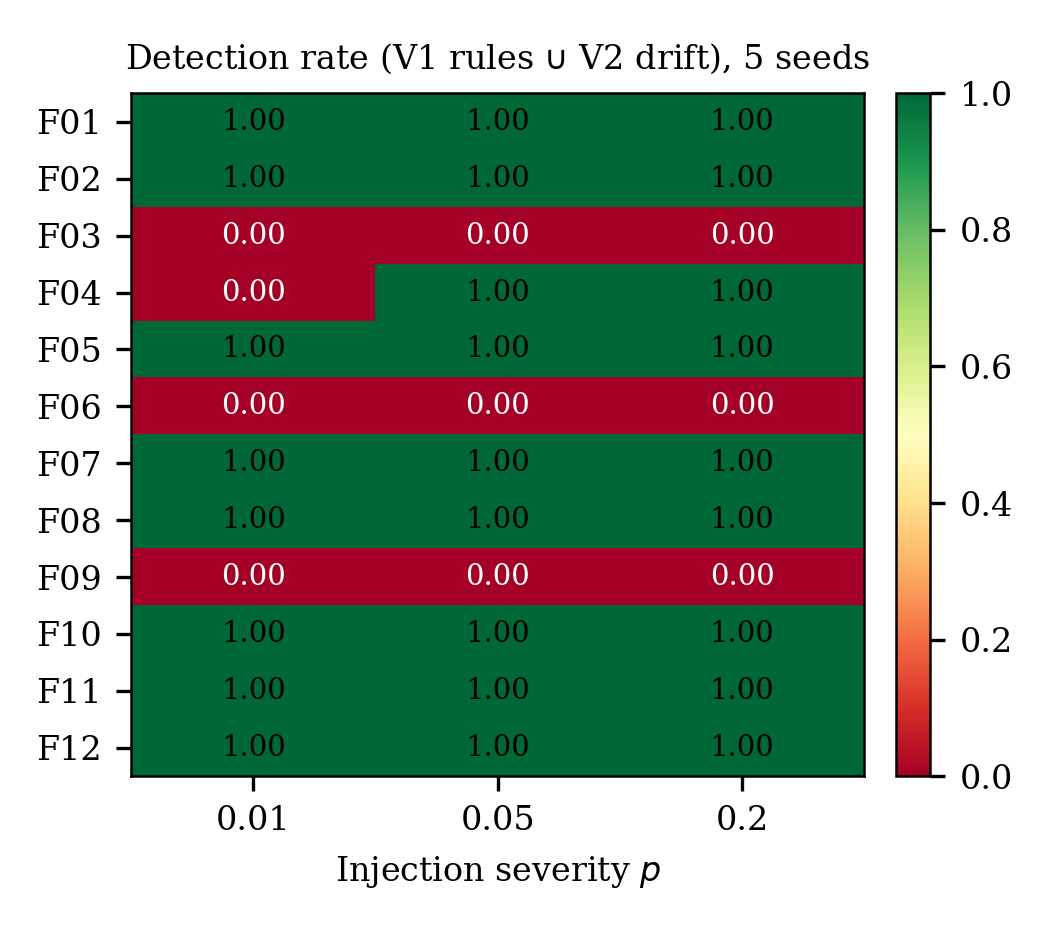 Detection rate (V1 rules ∪ V2 drift), 5 seeds
F01 1.00 1.00 1.00
F02 1.00 1.00 1.00
F03 0.00 0.00 0.00
F04 0.00 1.00 1.00
F05 1.00 1.00 1.00
F06 0.00 0.00 0.00
F07 1.00 1.00 1.00
F08 1.00 1.00 1.00
F09 0.00 0.00 0.00
F10 1.00 1.00 1.00
F11 1.00 1.00 1.00
F12 1.00 1.00 1.00
0.01 0.05 0.2
Injection severity p
1.0
0.8
0.6
0.4
0.2
0.0